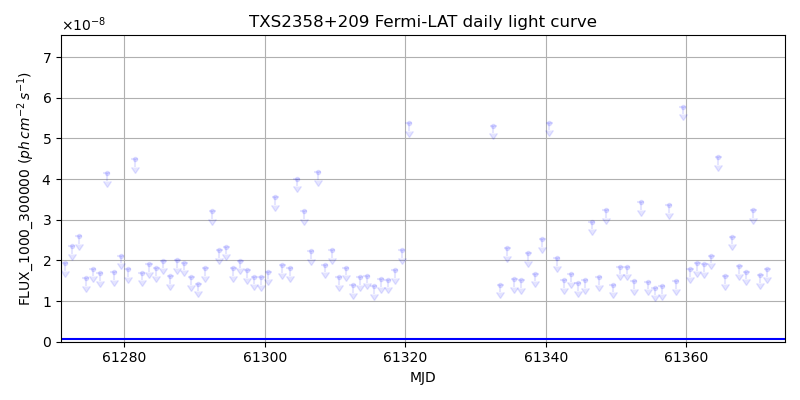 TXS2358+209 Fermi-LAT daily light curve
×10⁻⁸
7
6
5
4
3
2
1
0
FLUX_1000_300000 (ph cm⁻² s⁻¹)
61280 61300 61320 61340 61360
MJD